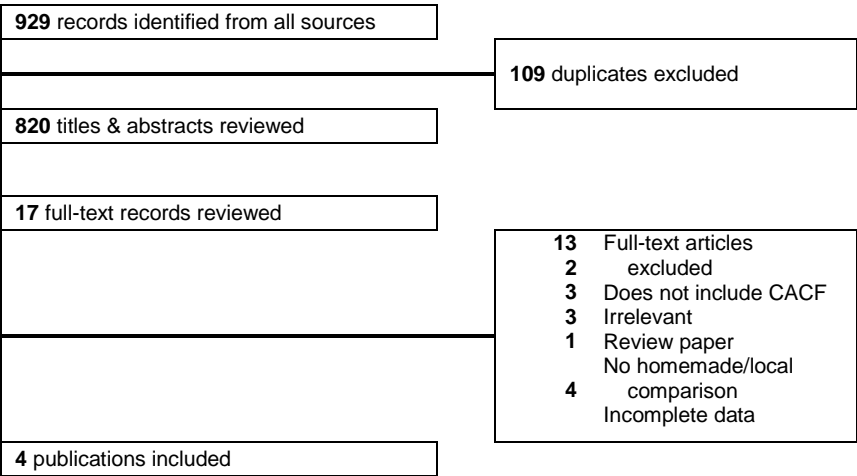 929 records identified from all sources
109 duplicates excluded
820 titles & abstracts reviewed
17 full-text records reviewed
13 Full-text articles
2 excluded
3 Does not include CACF
3 Irrelevant
1 Review paper
No homemade/local
4 comparison
Incomplete data
4 publications included